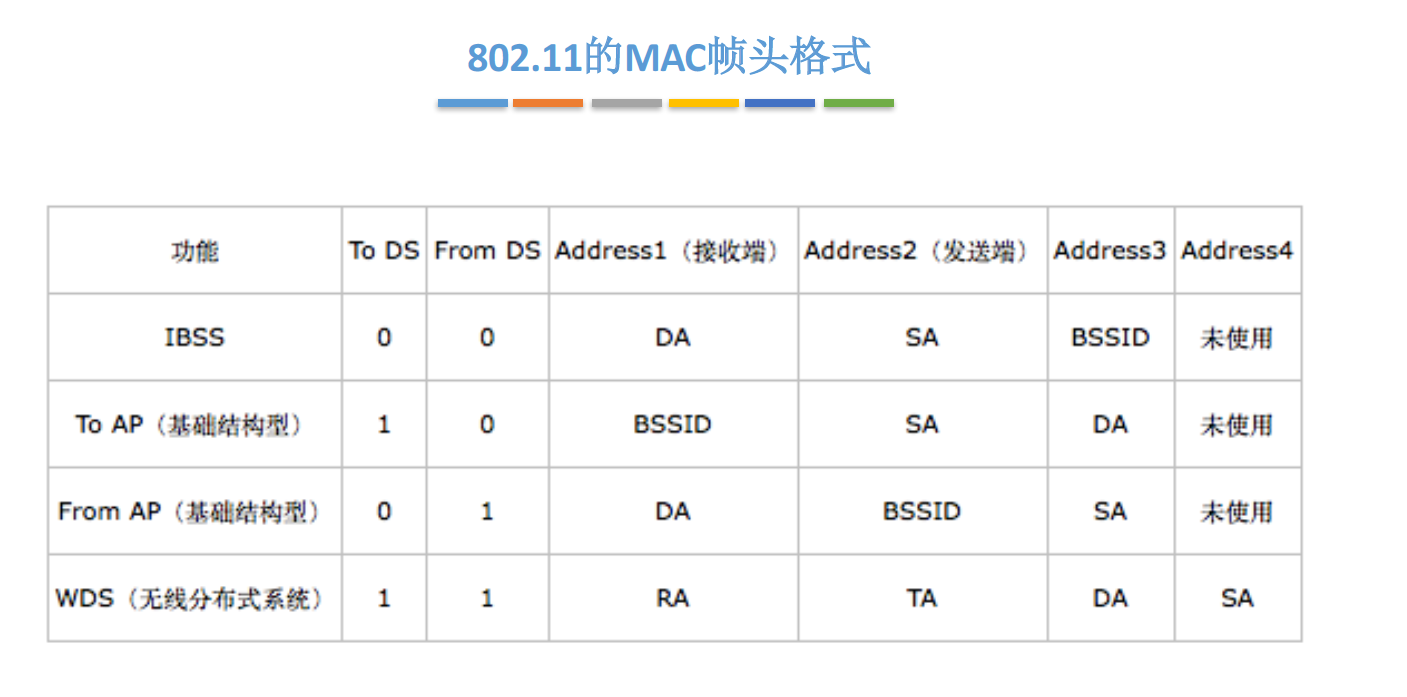 802.11的MAC帧头格式
功能 To DS From DS Address1（接收端） Address2（发送端） Address3 Address4
IBSS 0 0 DA SA BSSID 未使用
To AP（基础结构型） 1 0 BSSID SA DA 未使用
From AP（基础结构型） 0 1 DA BSSID SA 未使用
WDS（无线分布式系统） 1 1 RA TA DA SA